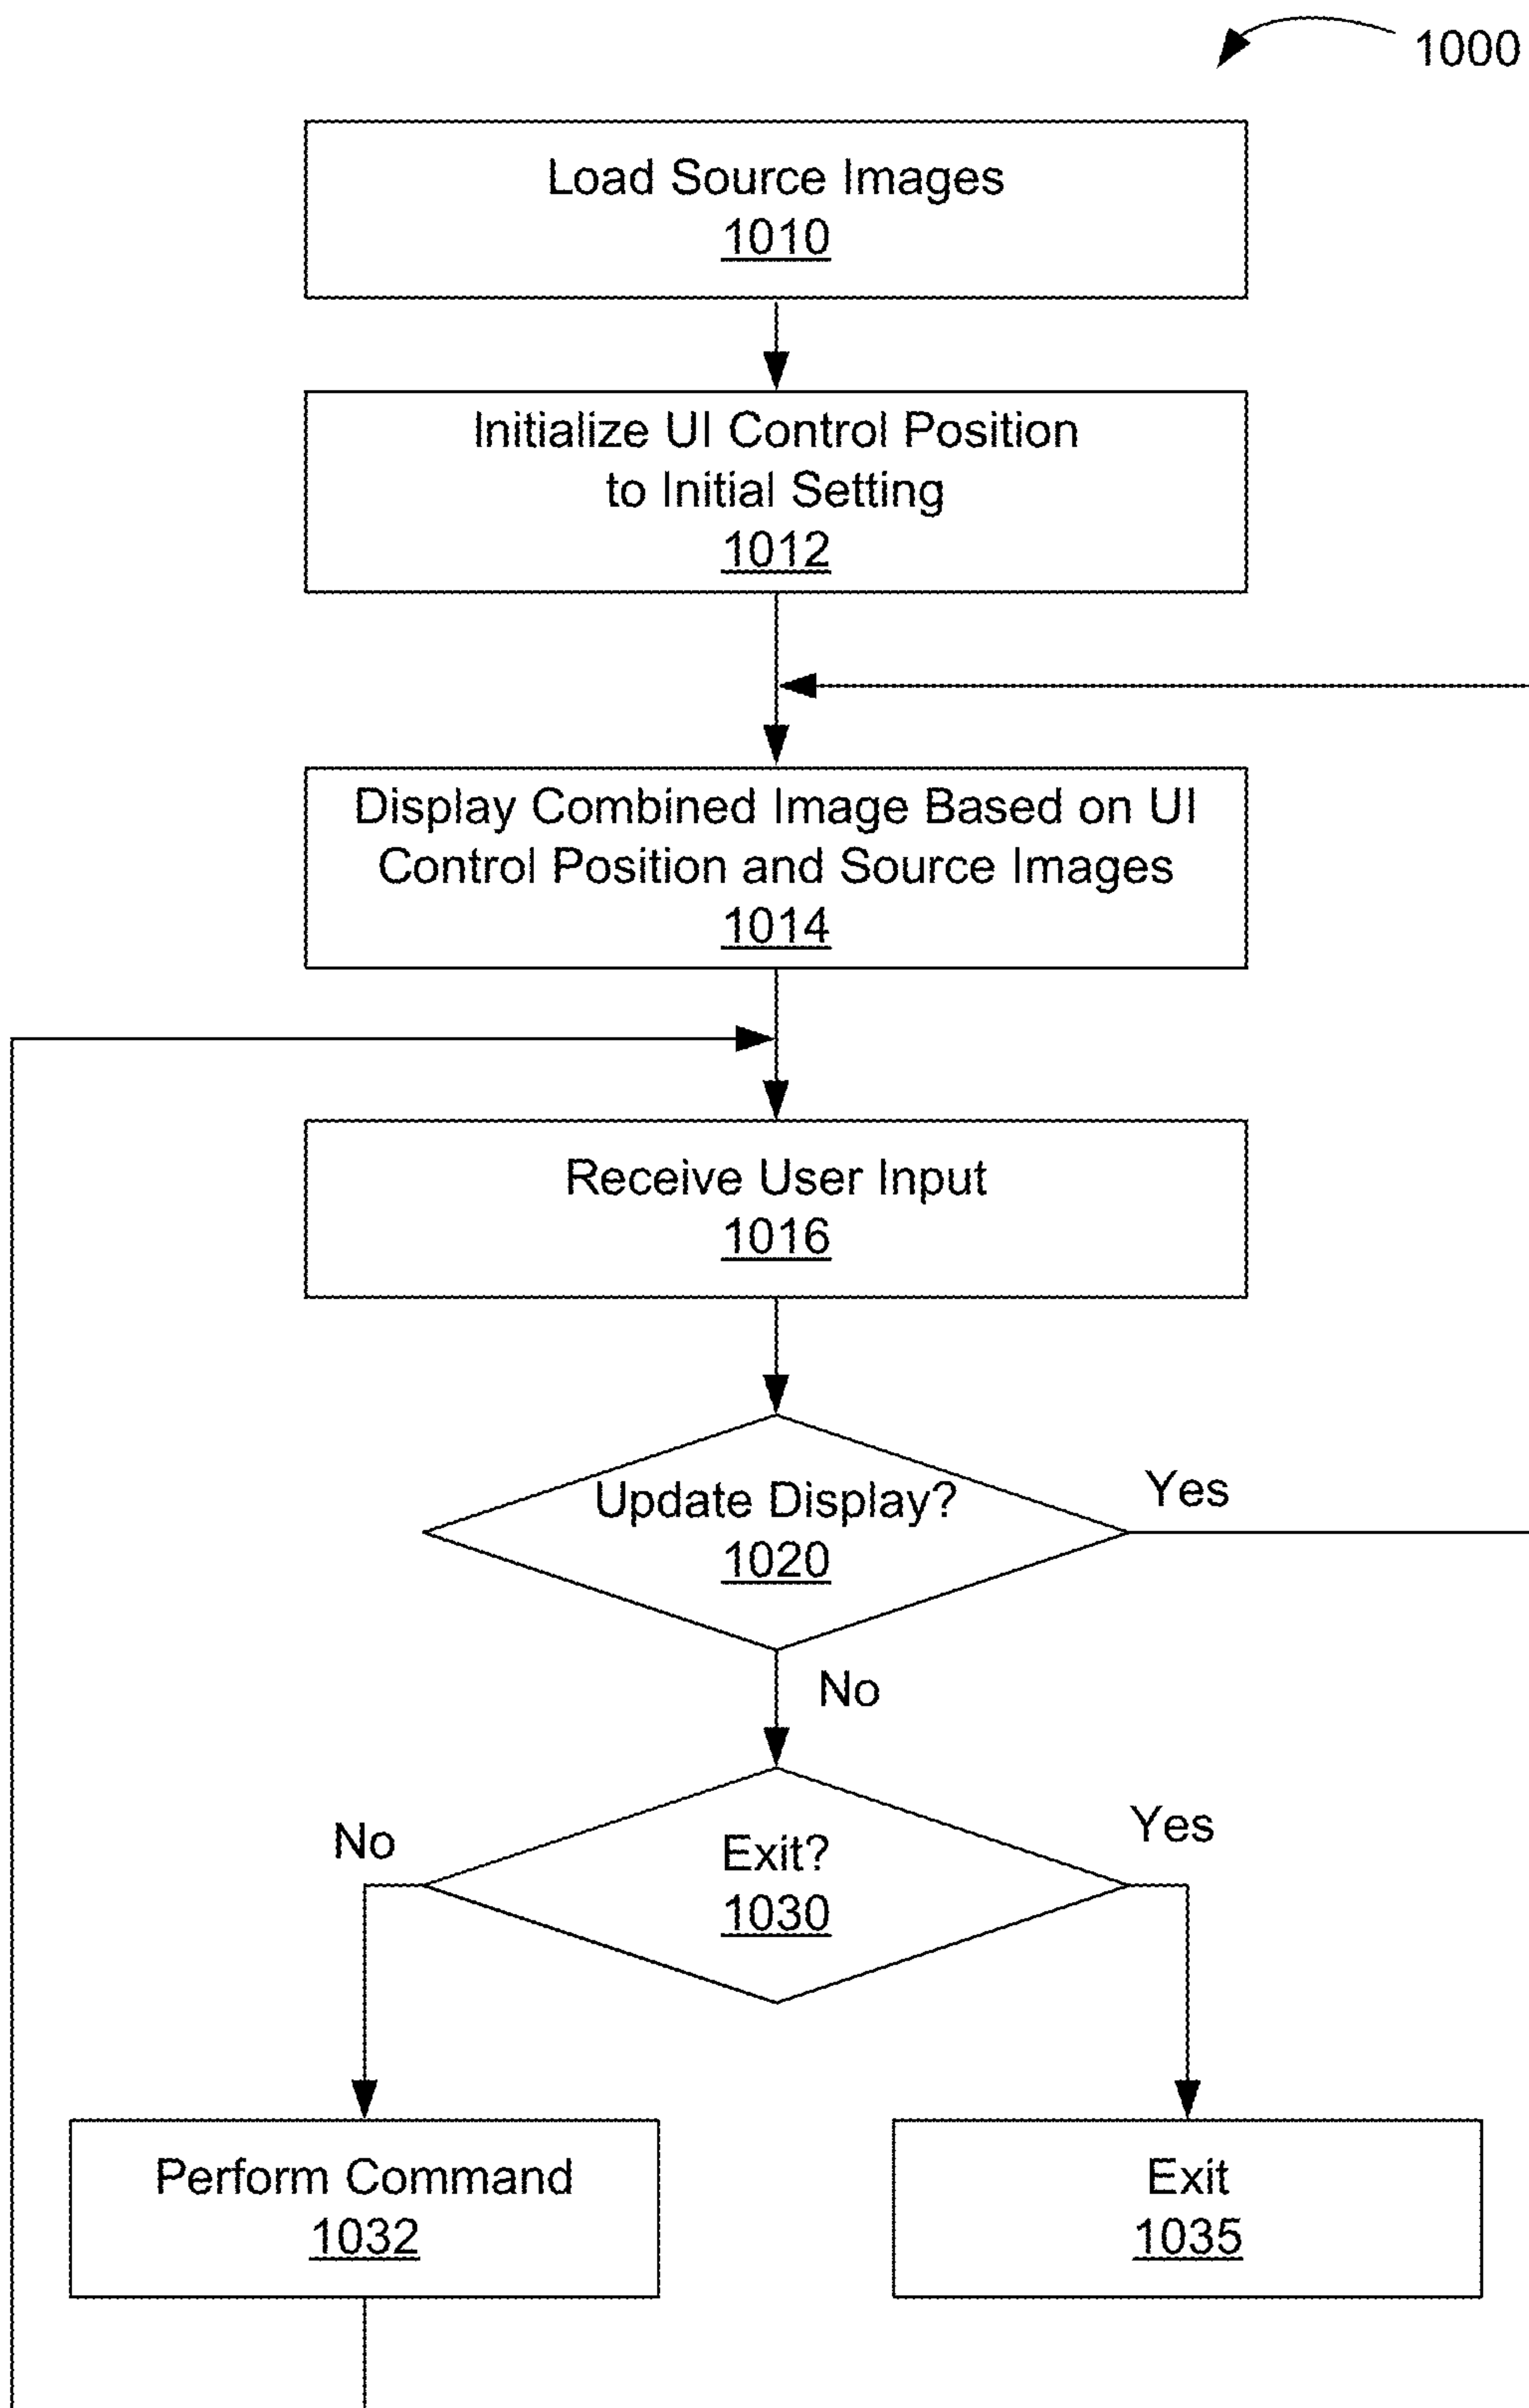 1000
Load Source Images
1010
Initialize UI Control Position
to Initial Setting
1012
Display Combined Image Based on UI
Control Position and Source Images
1014
Receive User Input
1016
Update Display?
1020
Yes
No
Exit?
1030
No
Yes
Perform Command
1032
Exit
1035